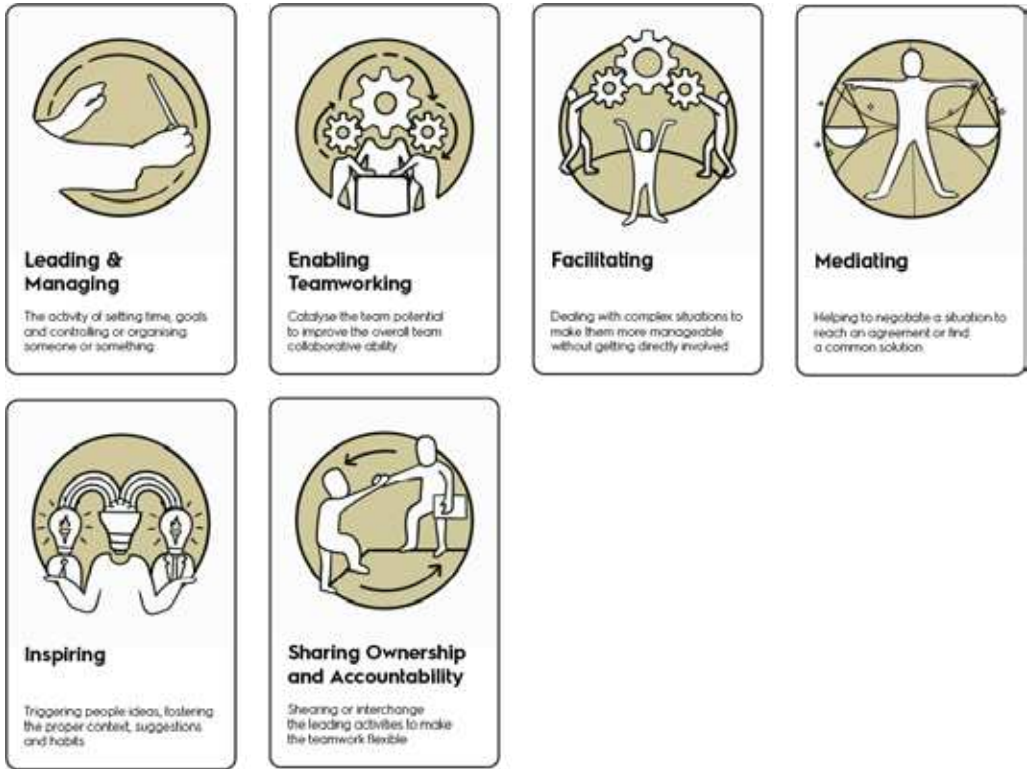 Leading &
Managing
The activity of setting time, goals
and controlling or organising
someone or something
Enabling
Teamworking
Catalyse the team potential
to improve the overall team
collaborative ability
Facilitating
Dealing with complex situations to
make them more manageable
without getting directly involved
Mediating
Helping to negotiate a situation to
reach an agreement or find
a common solution
Inspiring
Triggering people ideas, fostering
the proper context, suggestions
and habits
Sharing Ownership
and Accountability
Shearing or interchange
the leading activities to make
the teamwork flexible